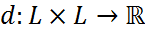 d: L × L → ℝ